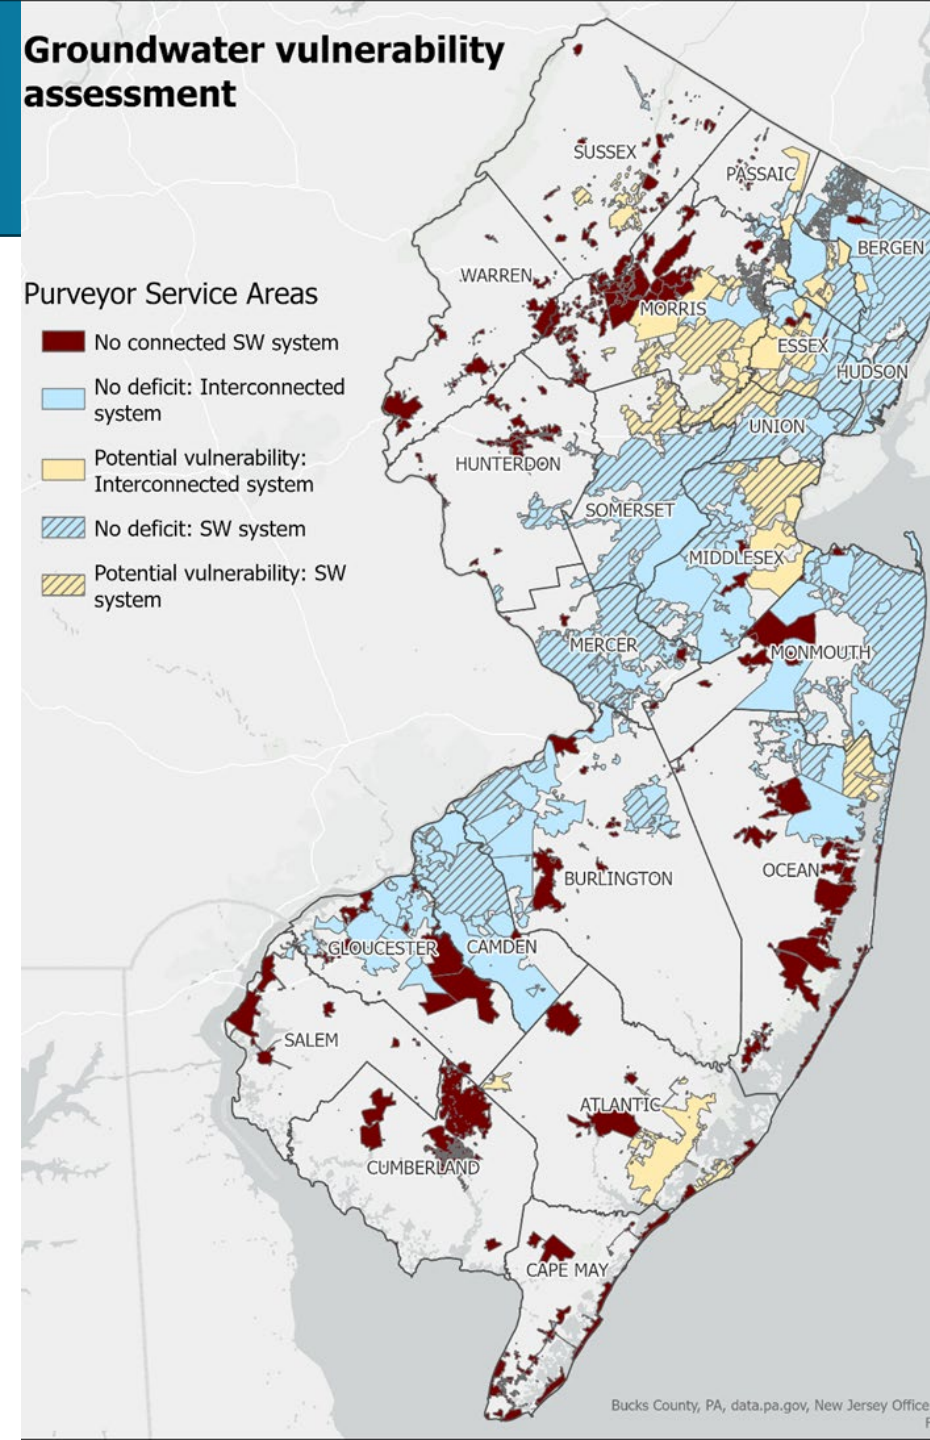 Groundwater vulnerability
assessment
Purveyor Service Areas
No connected SW system
No deficit: Interconnected
system
Potential vulnerability:
Interconnected system
No deficit: SW system
Potential vulnerability: SW
system
SUSSEX
PASSAIC
BERGEN
WARREN
MORRIS
ESSEX
HUDSON
UNION
HUNTERDON
SOMERSET
MIDDLESEX
MERCER
MONMOUTH
OCEAN
BURLINGTON
GLOUCESTER
CAMDEN
SALEM
ATLANTIC
CUMBERLAND
CAPE MAY
Bucks County, PA, data.pa.gov, New Jersey Office